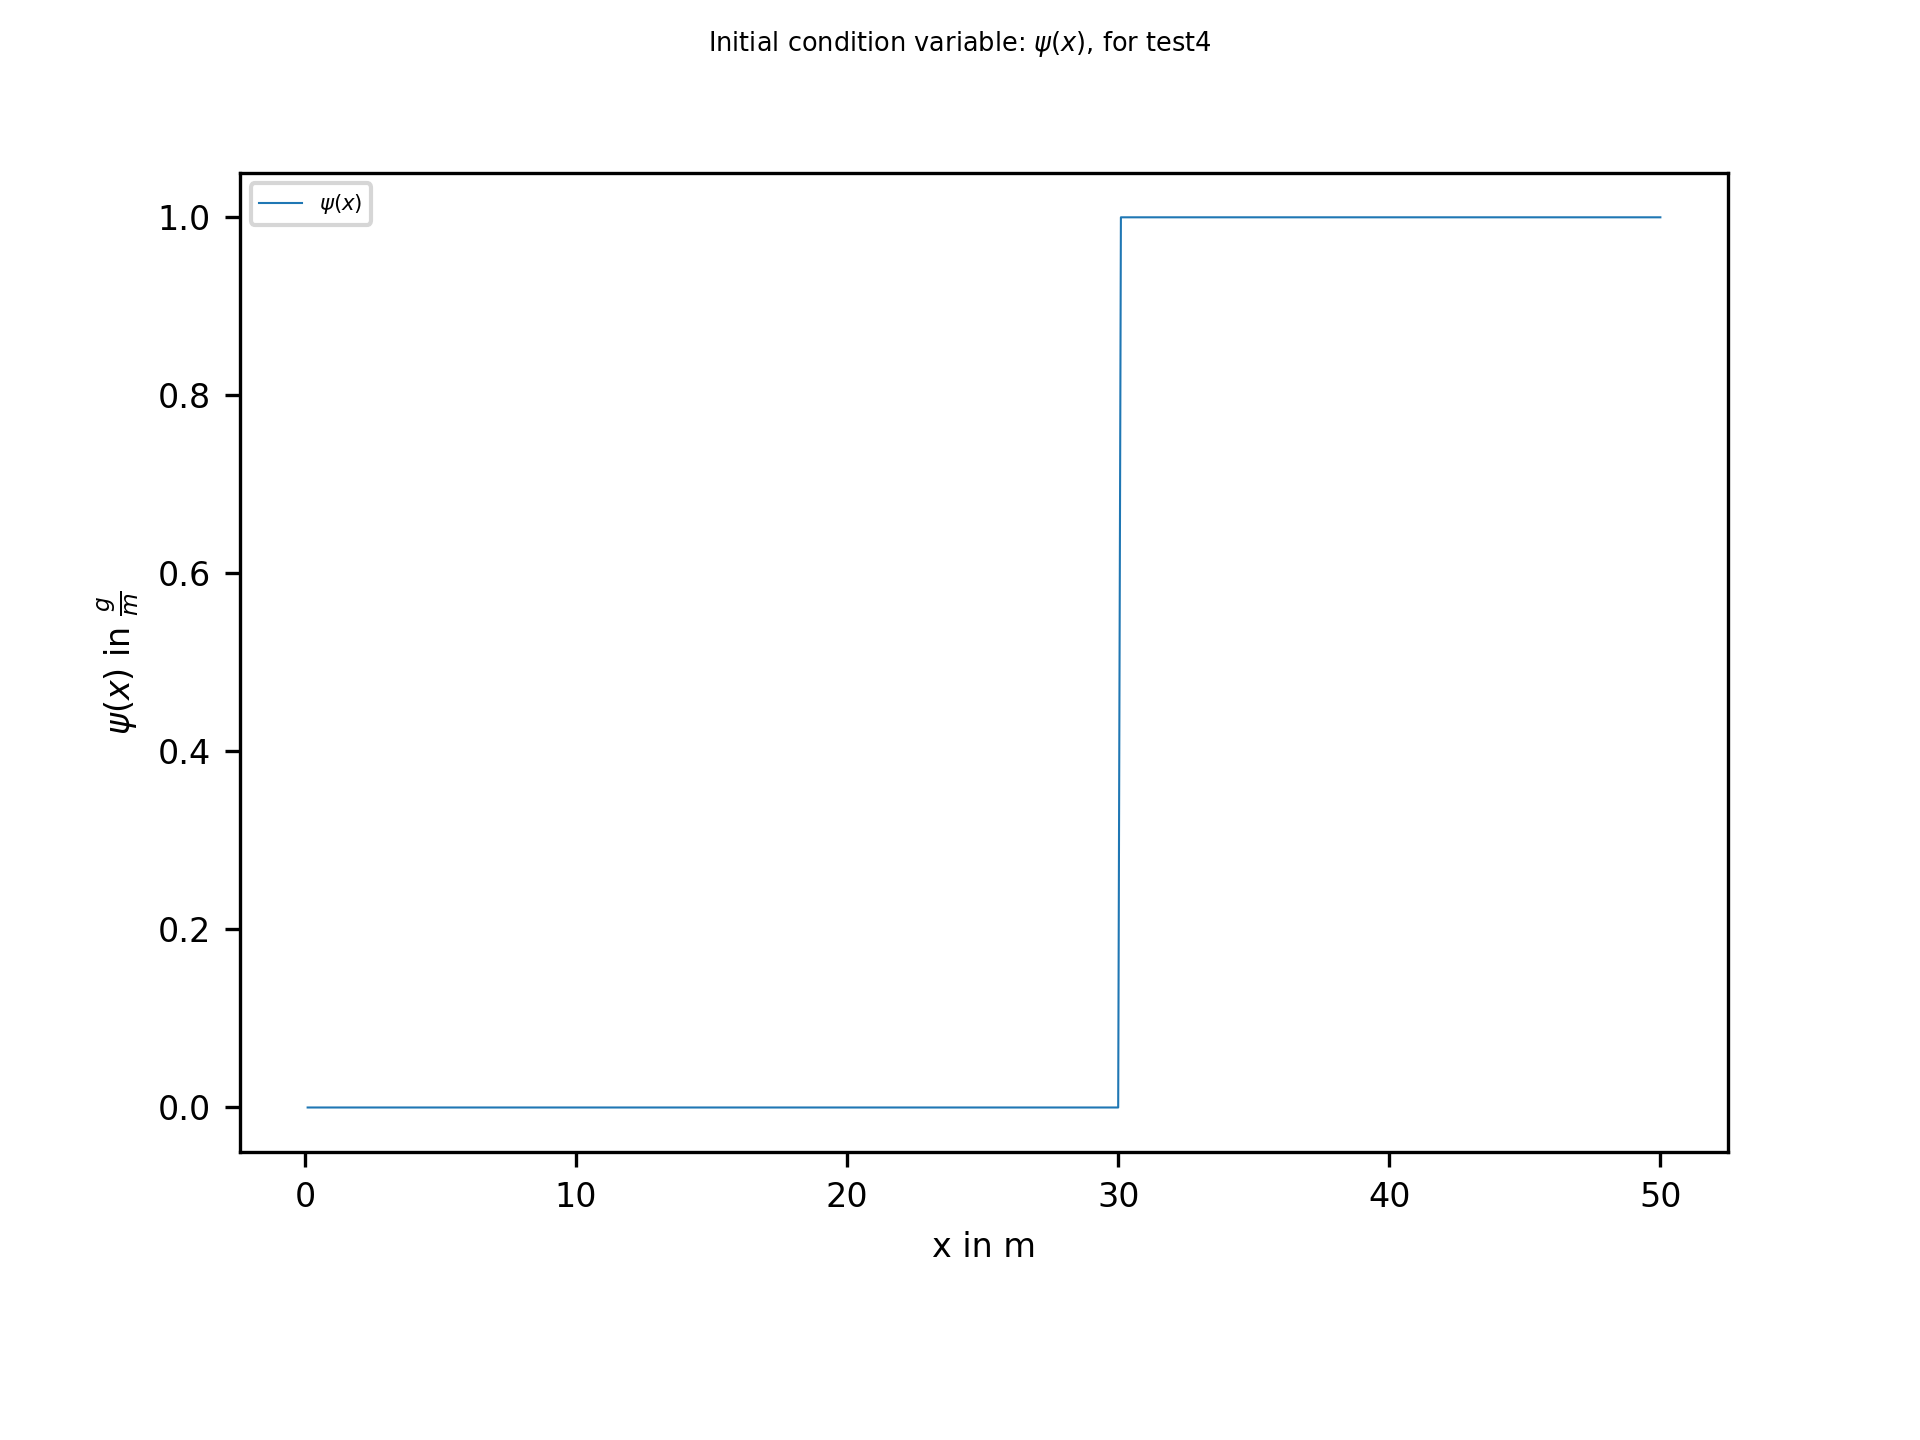 Initial condition variable: ψ(x), for test4
ψ(x)
1.0
0.8
0.6
0.4
0.2
0.0
ψ(x) in g/m
0 10 20 30 40 50
x in m